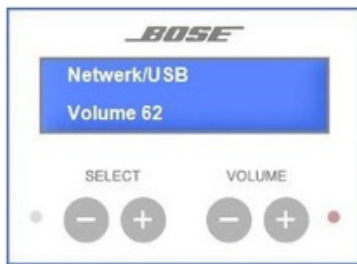 BOSE
Netwerk/USB
Volume 62
SELECT VOLUME
− + − +